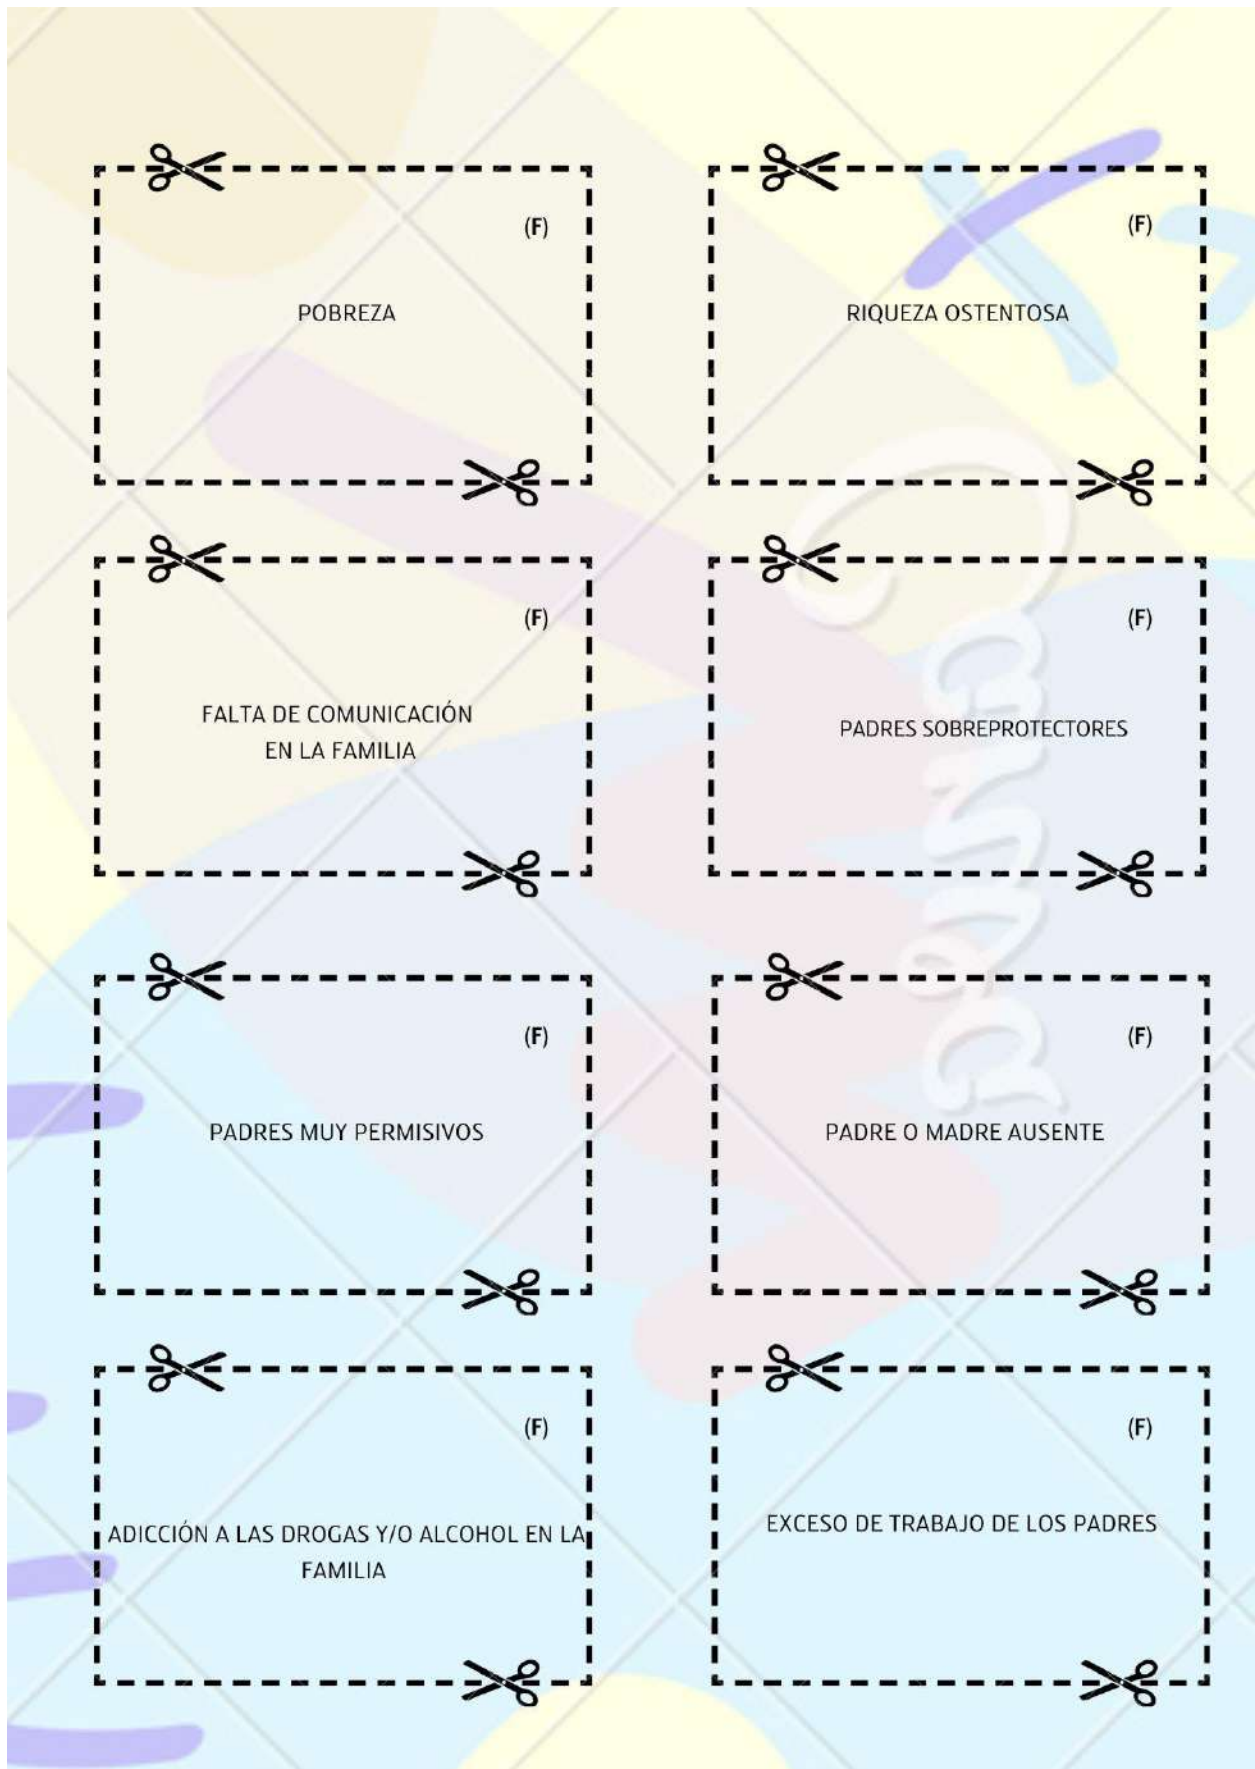 (F)
POBREZA
(F)
RIQUEZA OSTENTOSA
(F)
FALTA DE COMUNICACIÓN
EN LA FAMILIA
(F)
PADRES SOBREPROTECTORES
(F)
PADRES MUY PERMISIVOS
(F)
PADRE O MADRE AUSENTE
(F)
ADICCIÓN A LAS DROGAS Y/O ALCOHOL EN LA
FAMILIA
(F)
EXCESO DE TRABAJO DE LOS PADRES
Canva